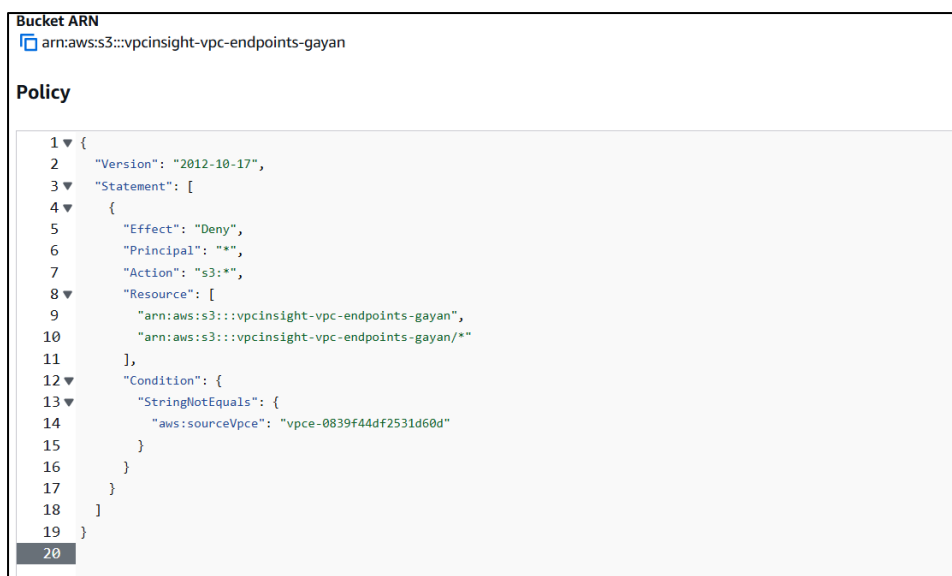 Bucket ARN
arn:aws:s3:::vpcinsight-vpc-endpoints-gayan
Policy
1 {
2 "Version": "2012-10-17",
3 "Statement": [
4 {
5 "Effect": "Deny",
6 "Principal": "*",
7 "Action": "s3:*",
8 "Resource": [
9 "arn:aws:s3:::vpcinsight-vpc-endpoints-gayan",
10 "arn:aws:s3:::vpcinsight-vpc-endpoints-gayan/*"
11 ],
12 "Condition": {
13 "StringNotEquals": {
14 "aws:sourceVpce": "vpce-0839f44df2531d60d"
15 }
16 }
17 }
18 ]
19 }
20